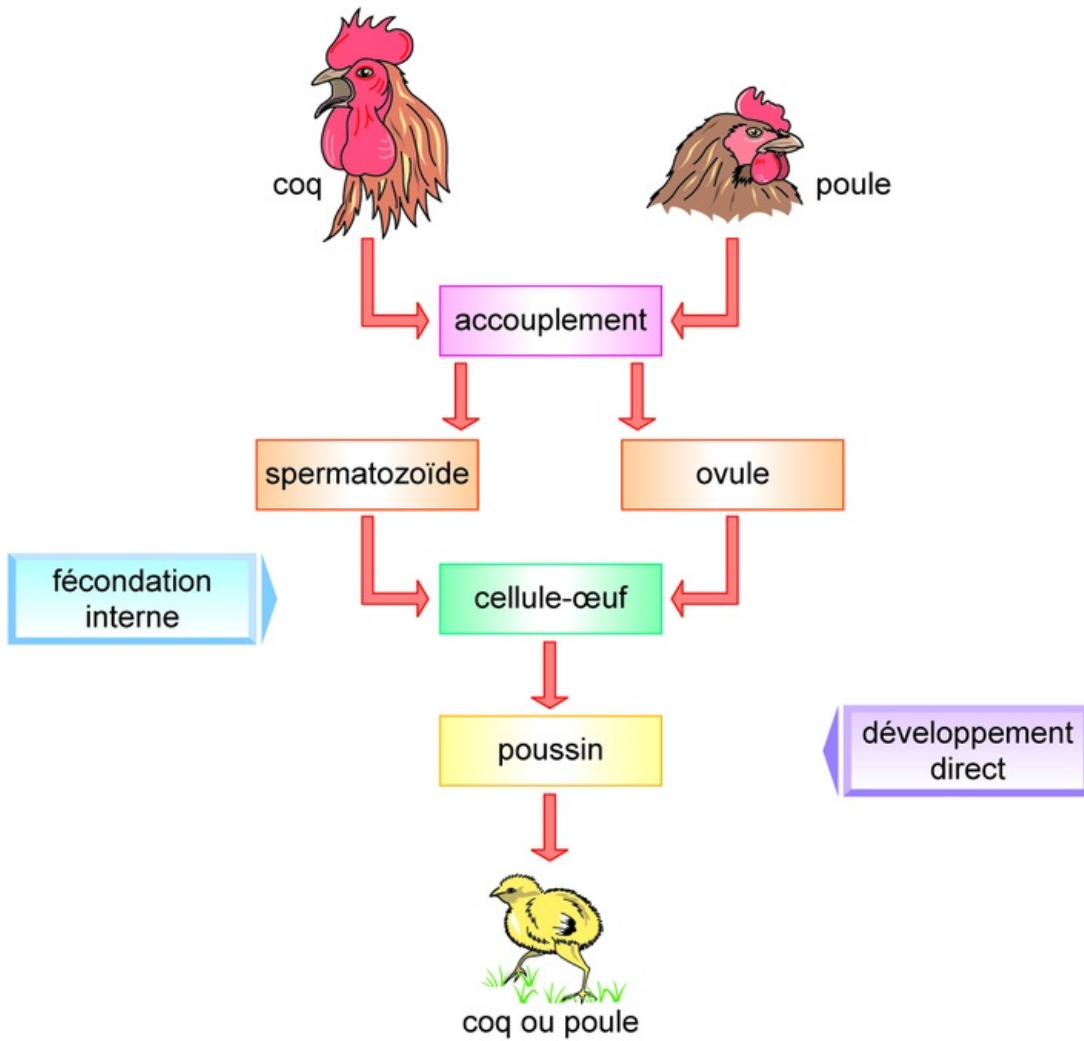 coq
poule
accouplement
spermatozoïde
ovule
fécondation
interne
cellule-œuf
poussin
développement
direct
coq ou poule